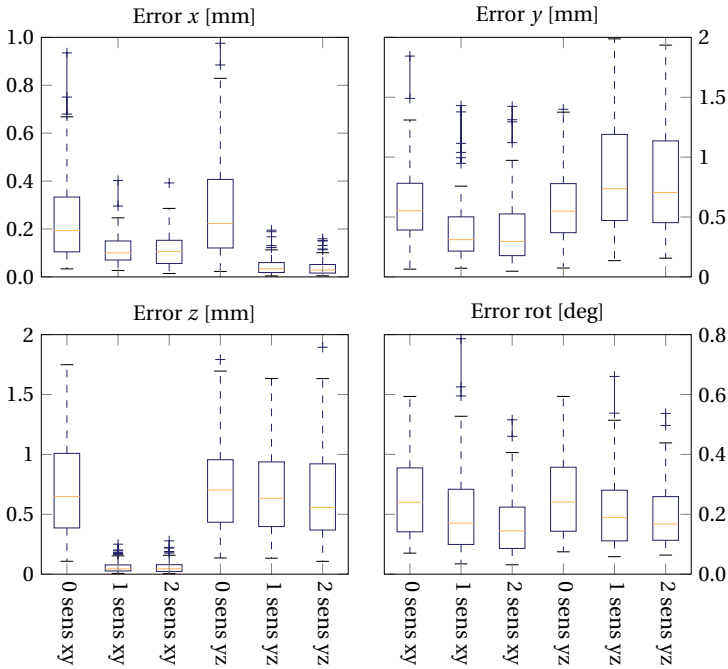 Error x [mm]
Error y [mm]
1.0
0.8
0.6
0.4
0.2
0.0
2
1.5
1
0.5
0
Error z [mm]
Error rot [deg]
2
1.5
1
0.5
0
0.8
0.6
0.4
0.2
0.0
0 sens xy
1 sens xy
2 sens xy
0 sens yz
1 sens yz
2 sens yz
0 sens xy
1 sens xy
2 sens xy
0 sens yz
1 sens yz
2 sens yz